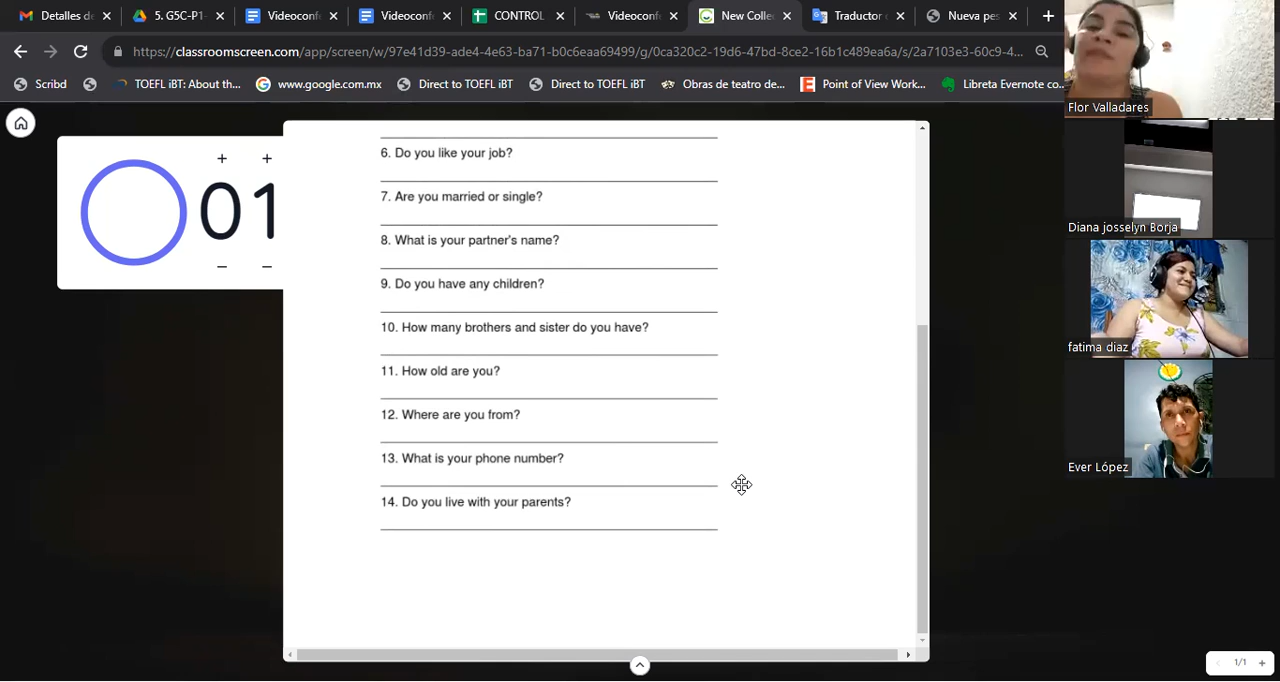 Detalles de
5. G5C-P1-
Videoconfe
Videoconfe
CONTROL
Videoconfe
New Collec
Traductor d
Nueva pes
https://classroomscreen.com/app/screen/w/97e41d39-ade4-4e63-ba71-b0c6eaa69499/g/0ca320c2-19d6-47bd-8ce2-16b1c489ea6a/s/2a7103e3-60c9-4...
Scribd
TOEFL iBT: About th...
www.google.com.mx
Direct to TOEFL iBT
Direct to TOEFL iBT
Obras de teatro de...
Point of View Work...
Libreta Evernote co...
01
6. Do you like your job?
7. Are you married or single?
8. What is your partner's name?
9. Do you have any children?
10. How many brothers and sister do you have?
11. How old are you?
12. Where are you from?
13. What is your phone number?
14. Do you live with your parents?
Flor Valladares
Diana josselyn Borja
fatima diaz
Ever López
1/1